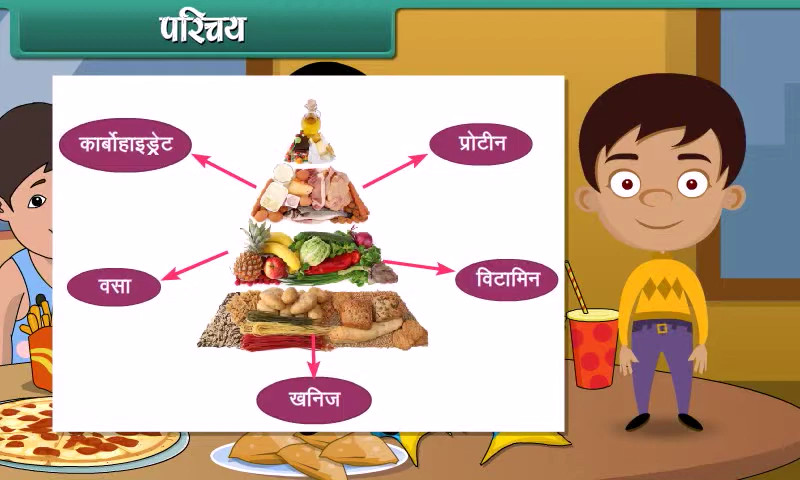 परिचय
कार्बोहाइड्रेट
प्रोटीन
वसा
विटामिन
खनिज